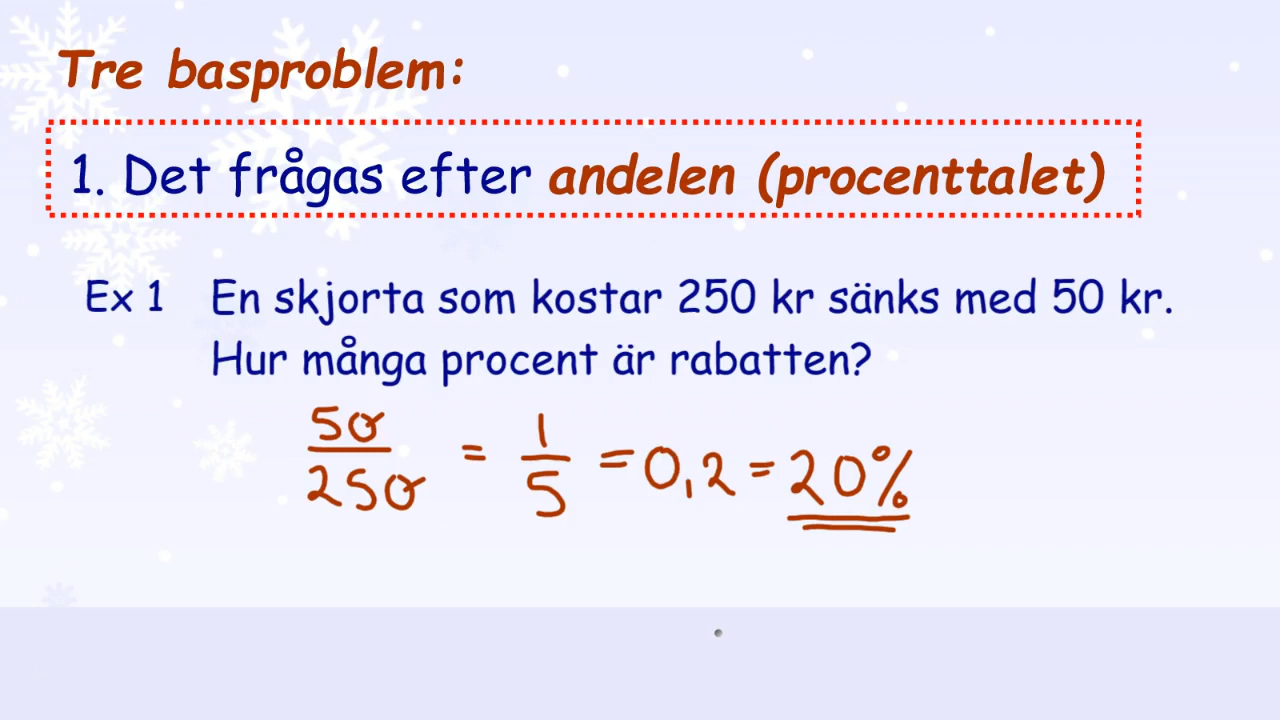 Tre basproblem:
1. Det frågas efter andelen (procenttalet)
Ex 1 En skjorta som kostar 250 kr sänks med 50 kr.
Hur många procent är rabatten?
50/250 = 1/5 = 0,2 = 20%